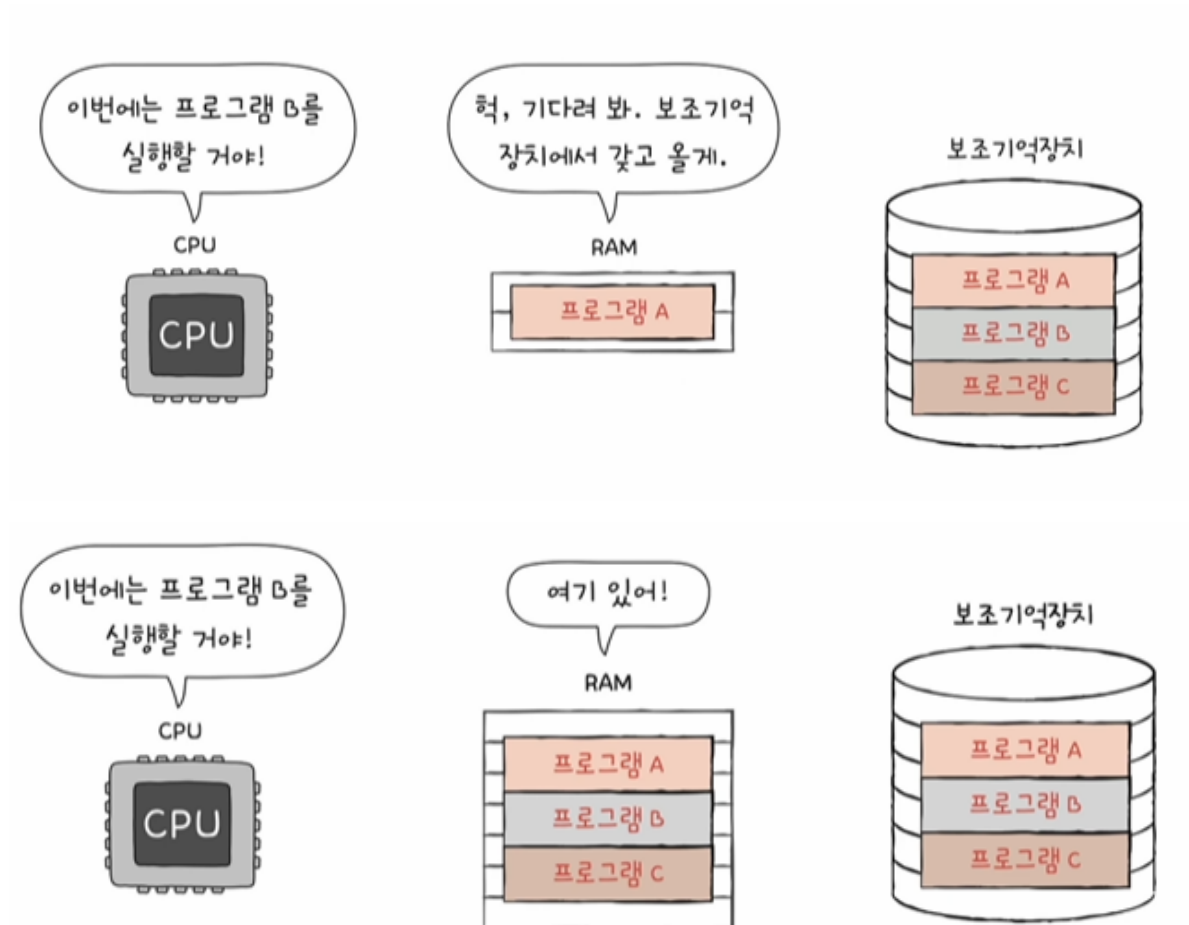 이번에는 프로그램 B를
실행할 거야!
CPU
CPU
헉, 기다려 봐. 보조기억
장치에서 갖고 올게.
RAM
프로그램 A
보조기억장치
프로그램 A
프로그램 B
프로그램 C
이번에는 프로그램 B를
실행할 거야!
CPU
CPU
여기 있어!
RAM
프로그램 A
프로그램 B
프로그램 C
보조기억장치
프로그램 A
프로그램 B
프로그램 C